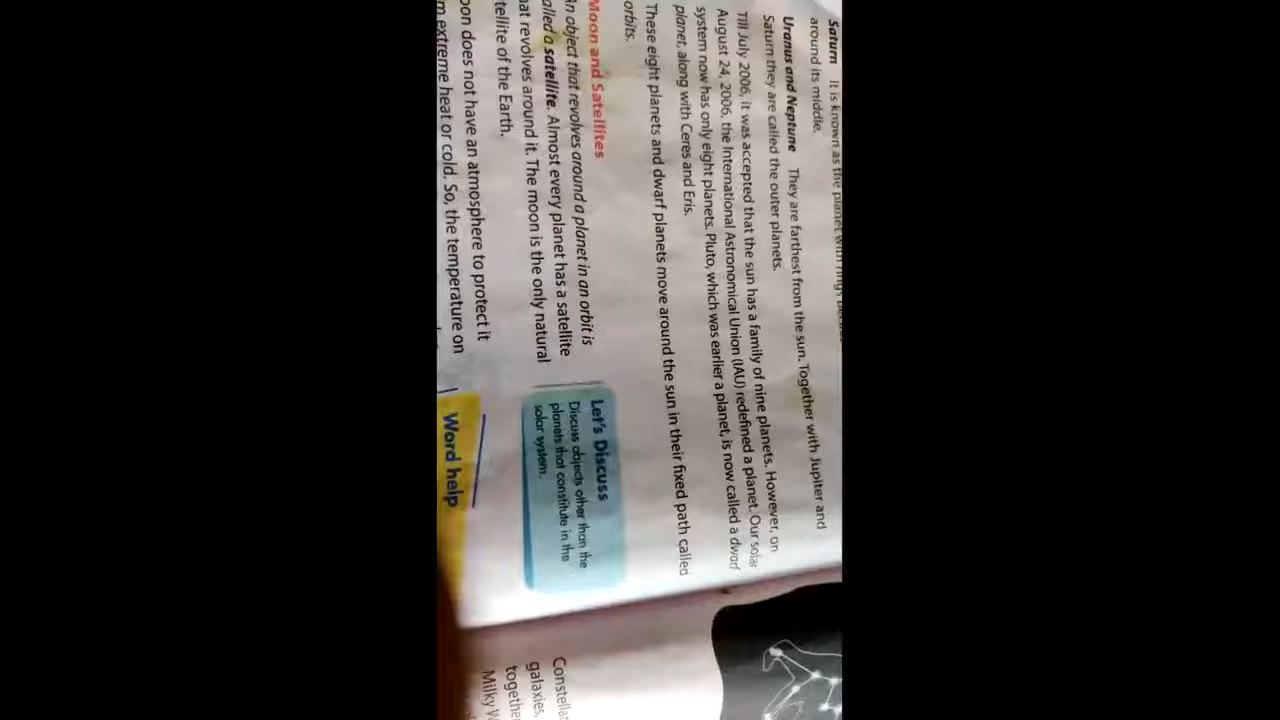 Saturn It is known as the planet with rings
around its middle.
Uranus and Neptune They are farthest from the sun. Together with Jupiter and
Saturn they are called the outer planets.
Till July 2006, it was accepted that the sun has a family of nine planets. However, on
August 24, 2006, the International Astronomical Union (IAU) redefined a planet. Our solar
system now has only eight planets. Pluto, which was earlier a planet, is now called a dwarf
planet, along with Ceres and Eris.
These eight planets and dwarf planets move around the sun in their fixed path called
orbits.
Moon and Satellites
An object that revolves around a planet in an orbit is
alled a satellite. Almost every planet has a satellite
at revolves around it. The moon is the only natural
tellite of the Earth.
oon does not have an atmosphere to protect it
m extreme heat or cold. So, the temperature on
Let's Discuss
Discuss objects other than the
planets that constitute in the
solar system.
Word help
Constella
galaxies,
togethe
Milky W